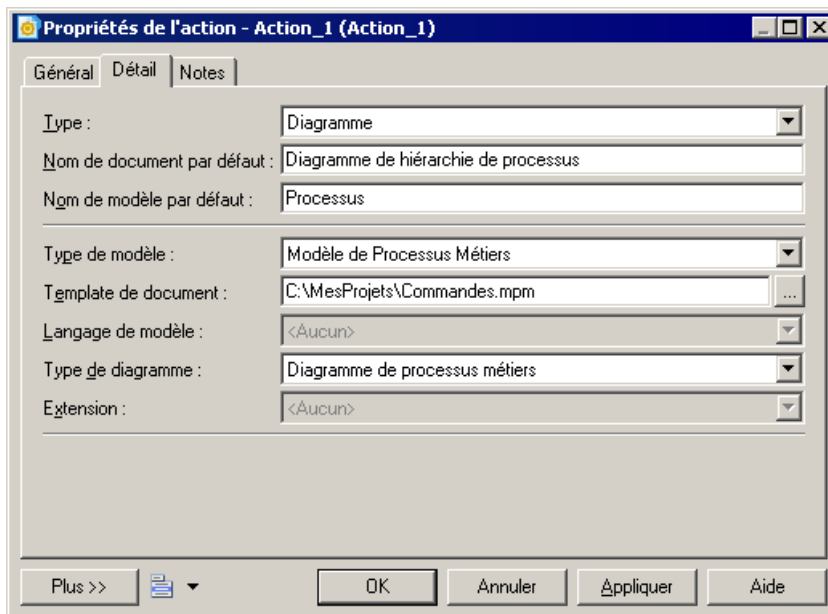 Propriétés de l'action - Action_1 (Action_1)
Général Détail Notes
Type : Diagramme
Nom de document par défaut : Diagramme de hiérarchie de processus
Nom de modèle par défaut : Processus
Type de modèle : Modèle de Processus Métiers
Template de document : C:\MesProjets\Commandes.mpm ...
Langage de modèle : <Aucun>
Type de diagramme : Diagramme de processus métiers
Extension : <Aucun>
Plus >> OK Annuler Appliquer Aide